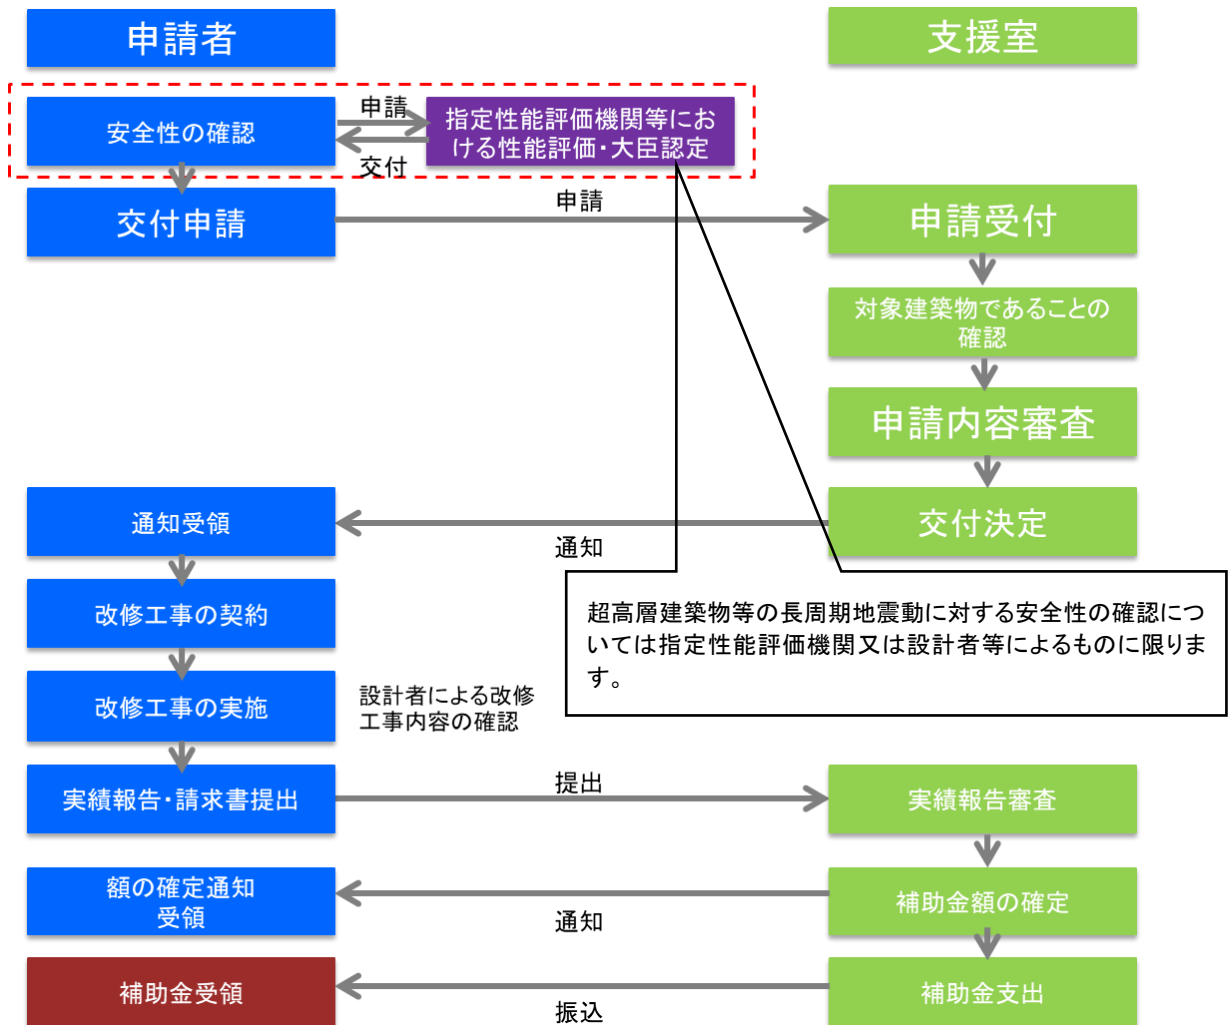 申請者
支援室
安全性の確認
申請
交付
指定性能評価機関等にお
ける性能評価・大臣認定
交付申請
申請
申請受付
対象建築物であることの
確認
申請内容審査
通知受領
通知
交付決定
改修工事の契約
超高層建築物等の長周期地震動に対する安全性の確認につ
いては指定性能評価機関又は設計者等によるものに限りま
す。
改修工事の実施
設計者による改修
工事内容の確認
実績報告・請求書提出
提出
実績報告審査
額の確定通知
受領
通知
補助金額の確定
補助金受領
振込
補助金支出